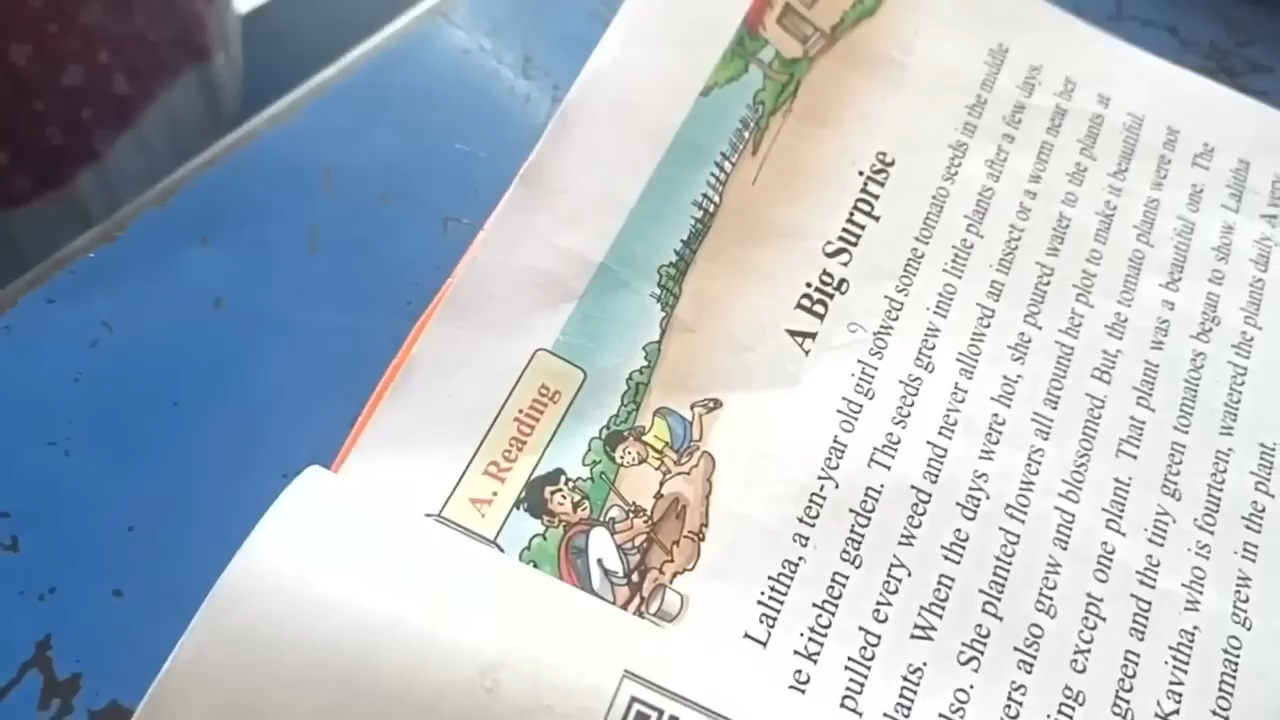 A. Reading
A Big Surprise
Lalitha, a ten-year old girl sowed some tomato seeds in the middle
kitchen garden. The seeds grew into little plants after a few days.
pulled every weed and never allowed an insect or a worm near her
lants. When the days were hot, she poured water to the plants at
lso. She planted flowers all around her plot to make it beautiful.
ers also grew and blossomed. But, the tomato plants were not
ing except one plant. That plant was a beautiful one. The
green and the tiny green tomatoes began to show. Lalitha
Kavitha, who is fourteen, watered the plants daily. A very
tomato grew in the plant.